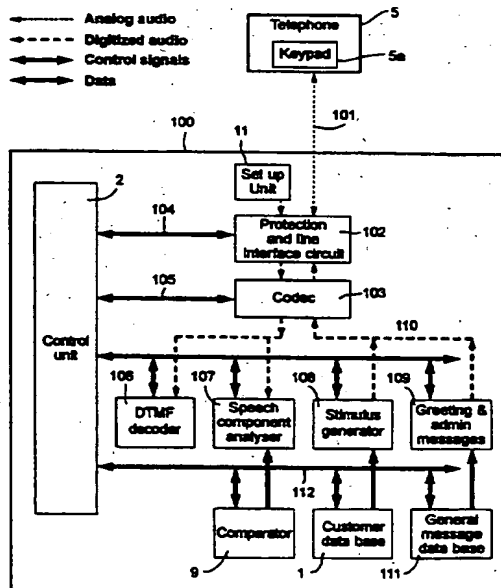 Analog audio
Digitized audio
Control signals
Data
Telephone
5
Keypad
5a
101
100
11
2
Set up
Unit
104
102
Protection
and line
interface circuit
105
Codec
103
110
Control
unit
106
107
108
109
DTMF
decoder
Speech
component
analyser
Stimulus
generator
Greeting &
admin
messages
112
Comparator
Customer
data base
General
message
data base
9
1
111